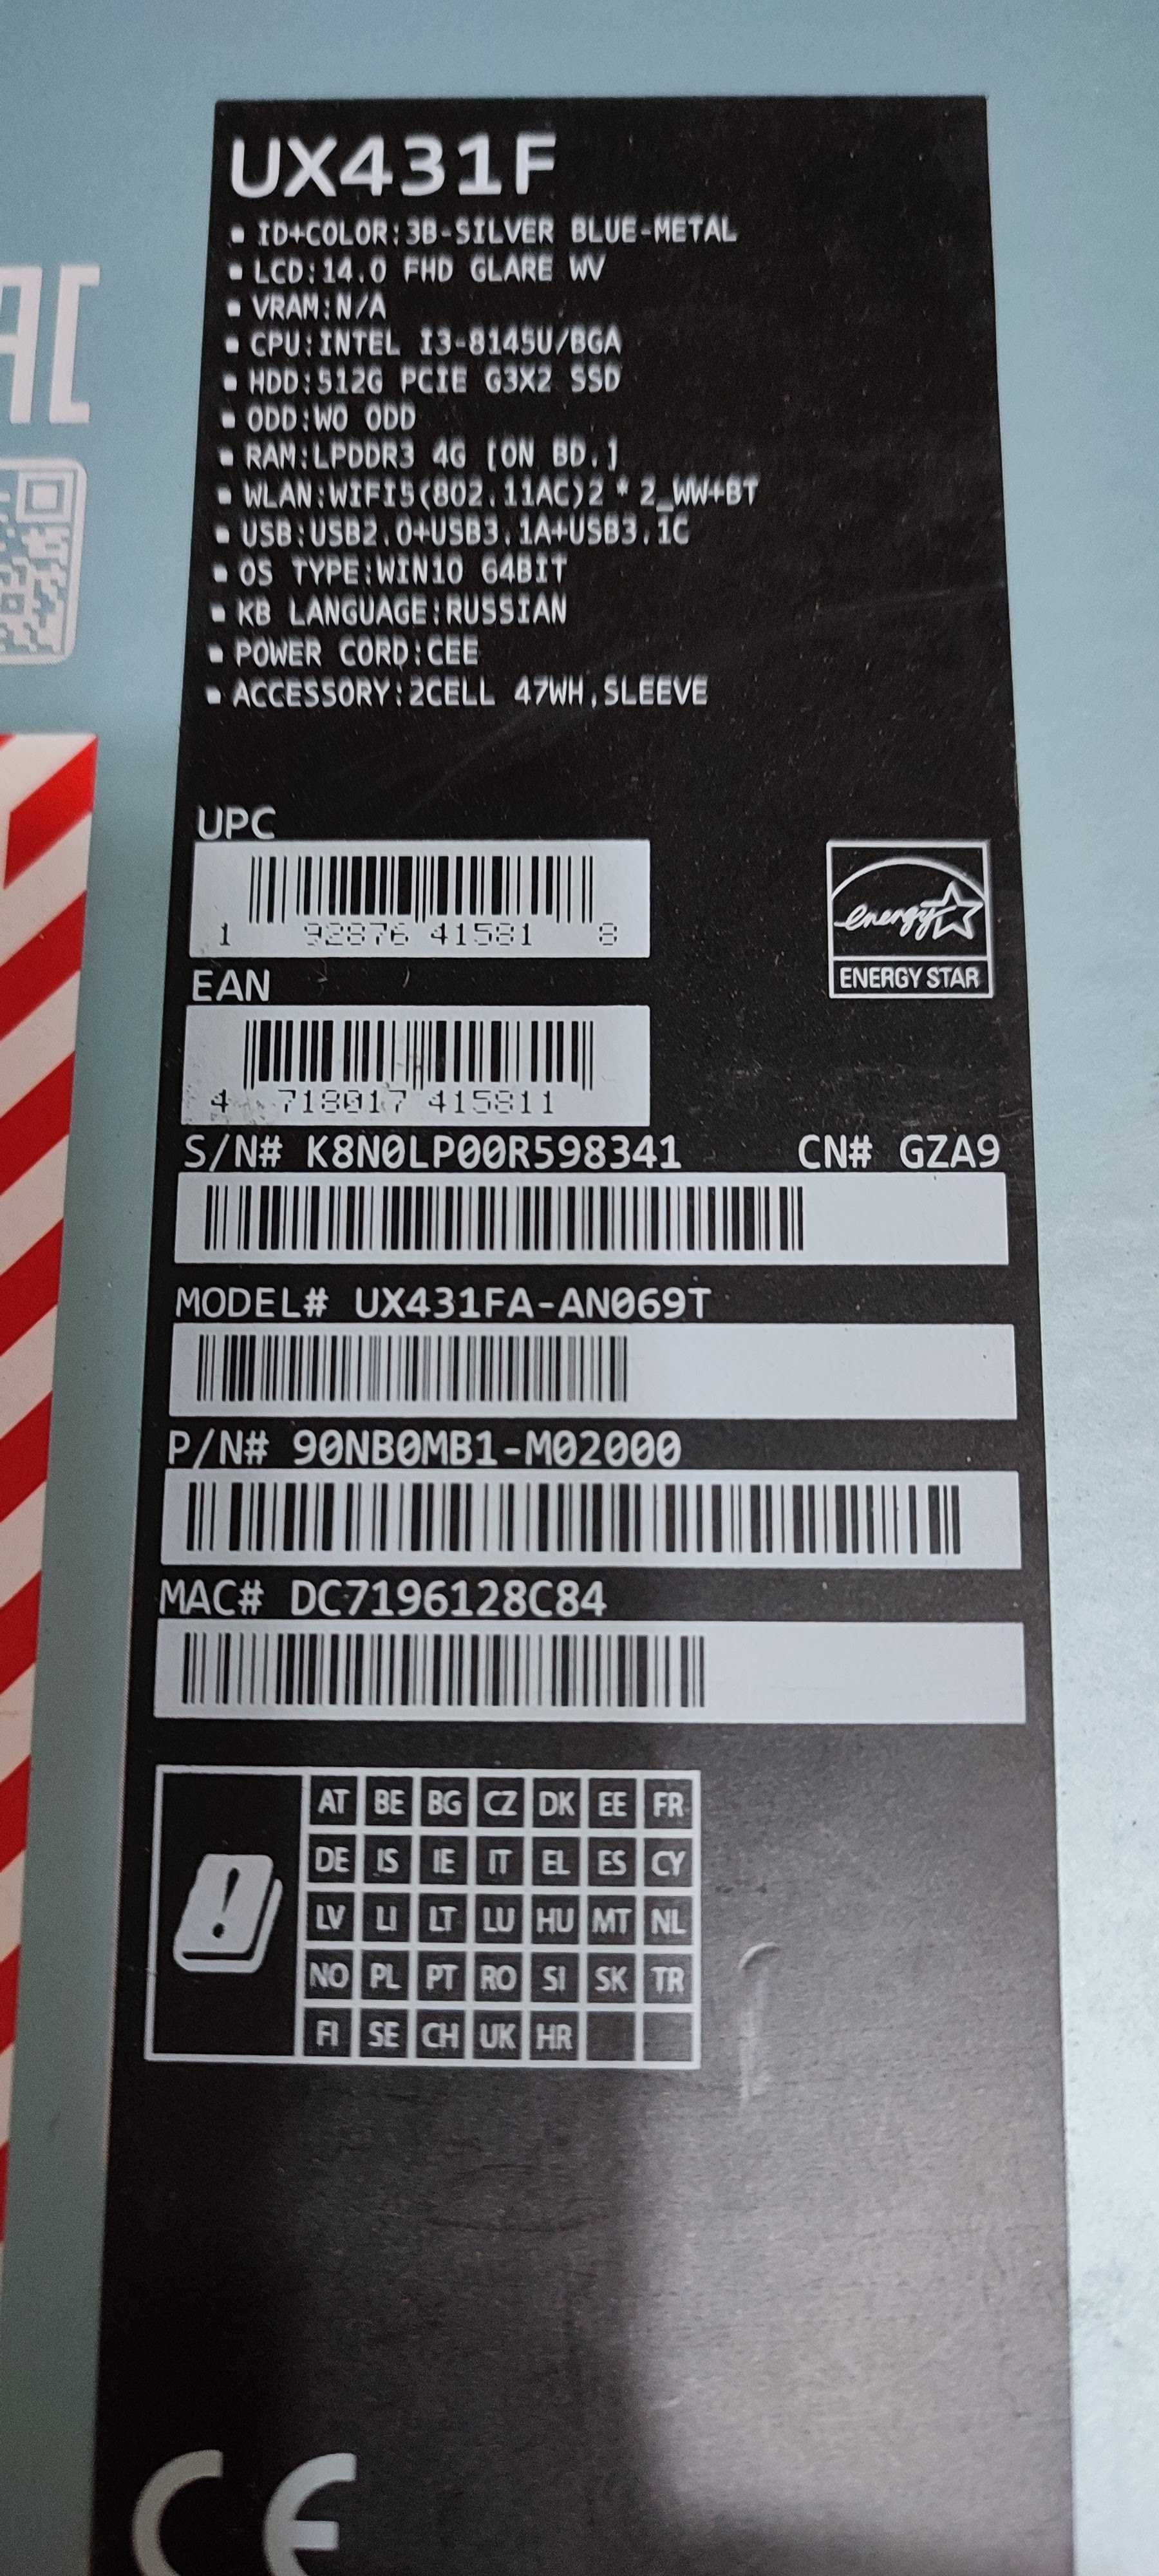 UX431F
▪ ID+COLOR:3B-SILVER BLUE-METAL
▪ LCD:14.0 FHD GLARE WV
▪ VRAM:N/A
▪ CPU:INTEL I3-8145U/BGA
▪ HDD:512G PCIE G3X2 SSD
▪ ODD:WO ODD
▪ RAM:LPDDR3 4G [ON BD.]
▪ WLAN:WIFI5(802.11AC)2*2_WW+BT
▪ USB:USB2.0+USB3.1A+USB3.1C
▪ OS TYPE:WIN10 64BIT
▪ KB LANGUAGE:RUSSIAN
▪ POWER CORD:CEE
▪ ACCESSORY:2CELL 47WH,SLEEVE
UPC
1 92876 41581 8
energy
ENERGY STAR
EAN
4 718017 415811
S/N# K8N0LP00R598341 CN# GZA9
MODEL# UX431FA-AN069T
P/N# 90NB0MB1-M02000
MAC# DC7196128C84
AT BE BG CZ DK EE FR
DE IS IE IT EL ES CY
LV LI LT LU HU MT NL
NO PL PT RO SI SK TR
FI SE CH UK HR
CE